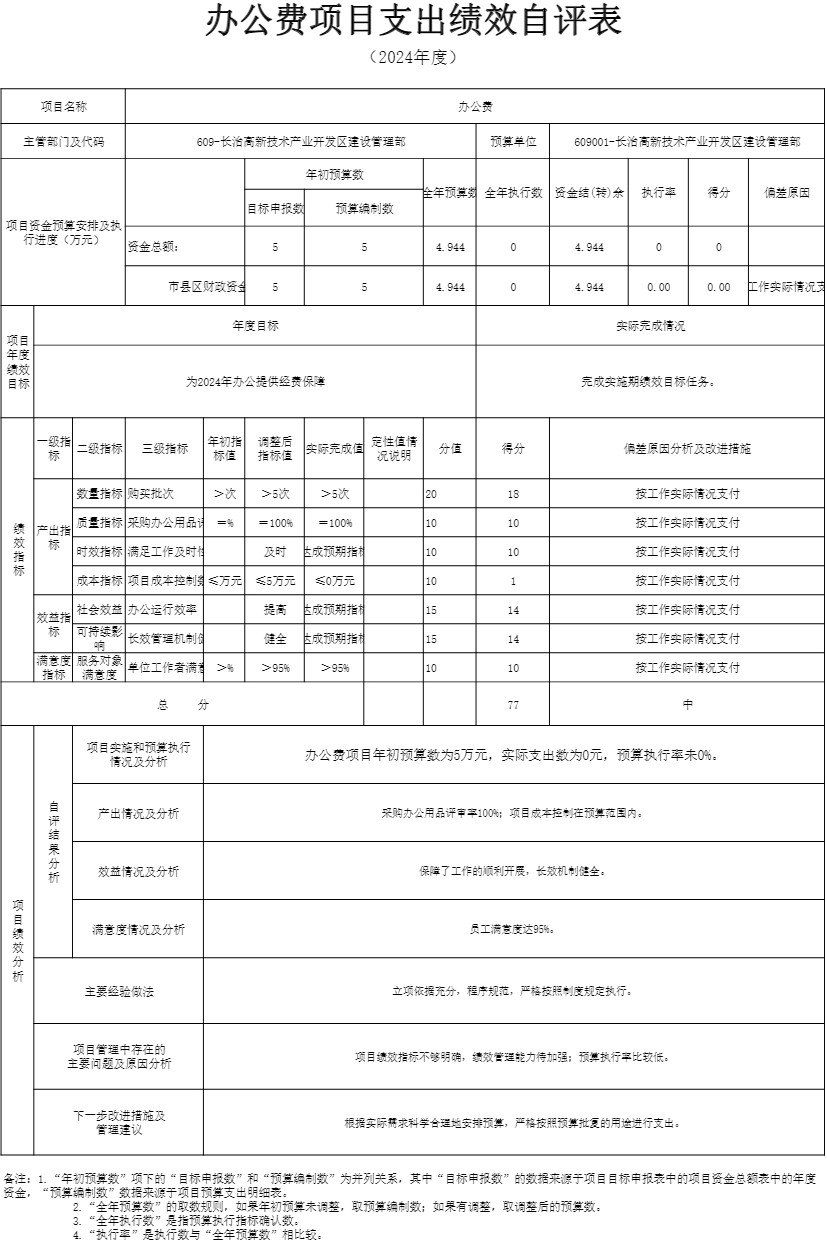 办公费项目支出绩效自评表
（2024年度）
项目名称 办公费
主管部门及代码 609-长治高新技术产业开发区建设管理部 预算单位 609001-长治高新技术产业开发区建设管理部
项目资金预算安排及执行进度（万元） 年初预算数 全年预算数 全年执行数 资金结(转)余 执行率 得分 偏差原因
目标申报数 预算编制数
资金总额: 5 5 4.944 0 4.944 0 0
市县区财政资金 5 5 4.944 0 4.944 0.00 0.00 工作实际情况支
项目年度绩效目标 年度目标 实际完成情况
为2024年办公提供经费保障 完成实施期绩效目标任务。
绩效指标 一级指标 二级指标 三级指标 年初指标值 调整后指标值 实际完成值 定性值情况说明 分值 得分 偏差原因分析及改进措施
产出指标 数量指标 购买批次 ＞次 ＞5次 ＞5次 20 18 按工作实际情况支付
质量指标 采购办公用品评 ＝% ＝100% ＝100% 10 10 按工作实际情况支付
时效指标 满足工作及时性 及时 达成预期指标 10 10 按工作实际情况支付
成本指标 项目成本控制数 ≤万元 ≤5万元 ≤0万元 10 1 按工作实际情况支付
效益指标 社会效益 办公运行效率 提高 达成预期指标 15 14 按工作实际情况支付
可持续影响 长效管理机制健 健全 达成预期指标 15 14 按工作实际情况支付
满意度指标 服务对象满意度 单位工作者满意 ＞% ＞95% ＞95% 10 10 按工作实际情况支付
总 分 77 中
项目绩效分析 自评结果分析 项目实施和预算执行情况及分析 办公费项目年初预算数为5万元，实际支出数为0元，预算执行率未0%。
产出情况及分析 采购办公用品评审率100%；项目成本控制在预算范围内。
效益情况及分析 保障了工作的顺利开展，长效机制健全。
满意度情况及分析 员工满意度达95%。
主要经验做法 立项依据充分，程序规范，严格按照制度规定执行。
项目管理中存在的主要问题及原因分析 项目绩效指标不够明确，绩效管理能力待加强；预算执行率比较低。
下一步改进措施及管理建议 根据实际需求科学合理地安排预算，严格按照预算批复的用途进行支出。
备注：1.“年初预算数”项下的“目标申报数”和“预算编制数”为并列关系，其中“目标申报数”的数据来源于项目目标申报表中的项目资金总额表中的年度
资金，“预算编制数”数据来源于项目预算支出明细表。
2.“全年预算数”的取数规则，如果年初预算未调整，取预算编制数；如果有调整，取调整后的预算数。
3.“全年执行数”是指预算执行指标确认数。
4.“执行率”是执行数与“全年预算数”相比较。